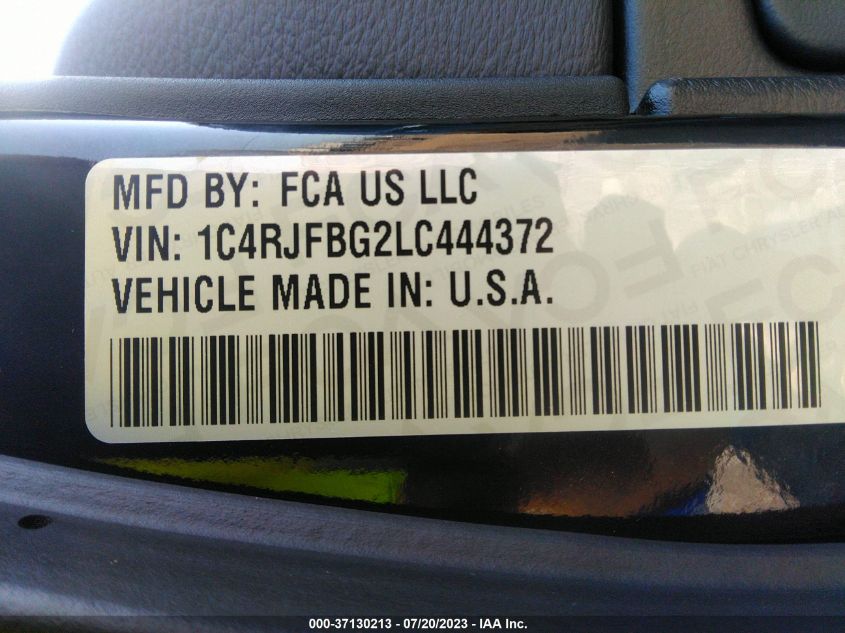 MFD BY: FCA US LLC
VIN: 1C4RJFBG2LC444372
VEHICLE MADE IN: U.S.A.
000-37130213 - 07/20/2023 - IAA Inc.